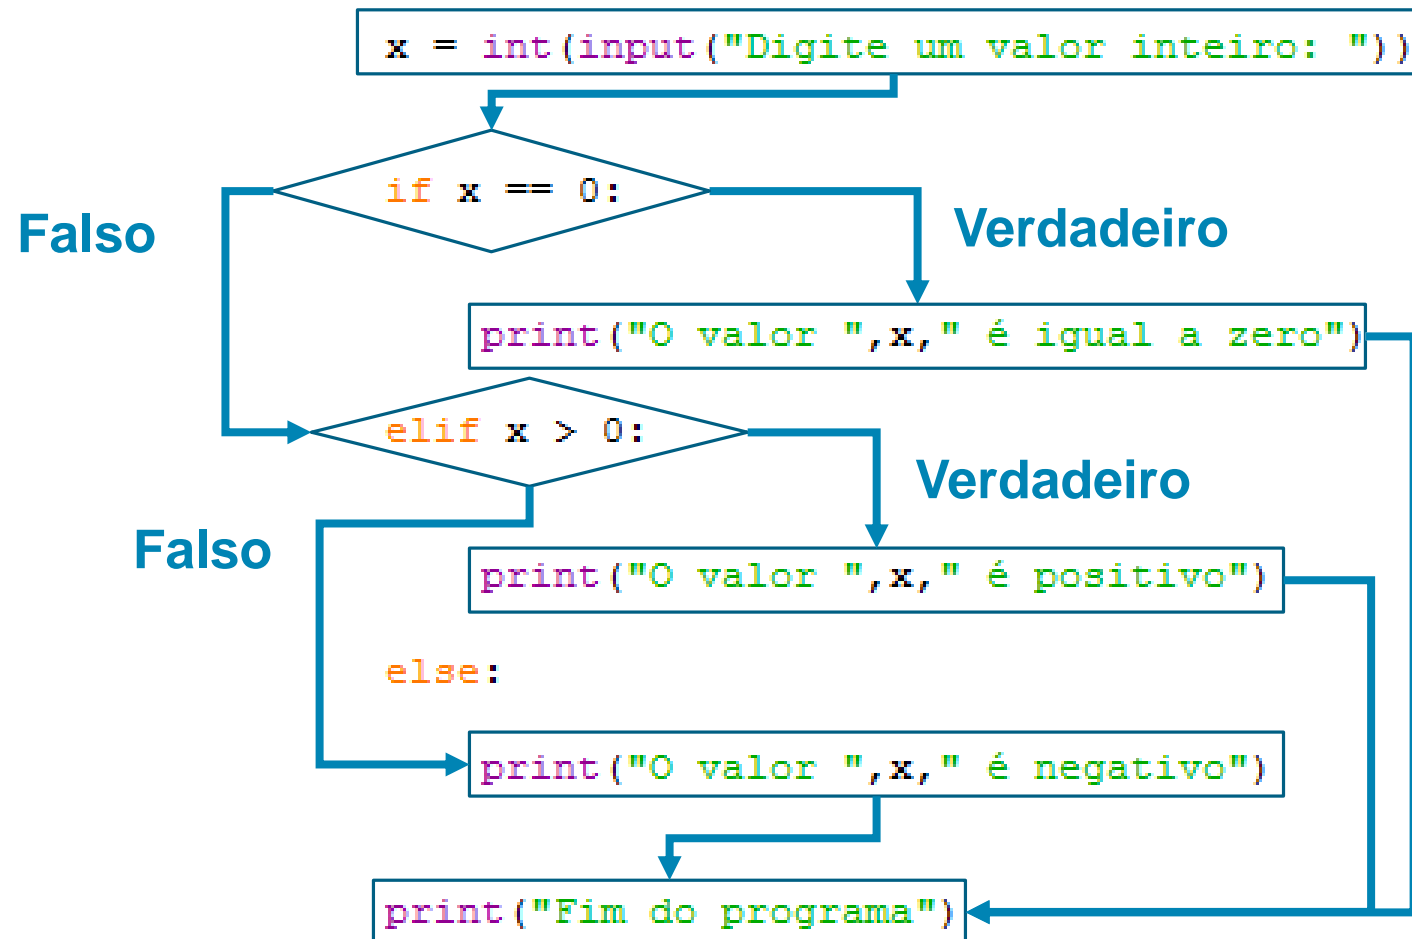 x = int(input("Digite um valor inteiro: "))
if x == 0:
Falso
Verdadeiro
print("O valor ",x," é igual a zero")
elif x > 0:
Verdadeiro
Falso
print("O valor ",x," é positivo")
else:
print("O valor ",x," é negativo")
print("Fim do programa")